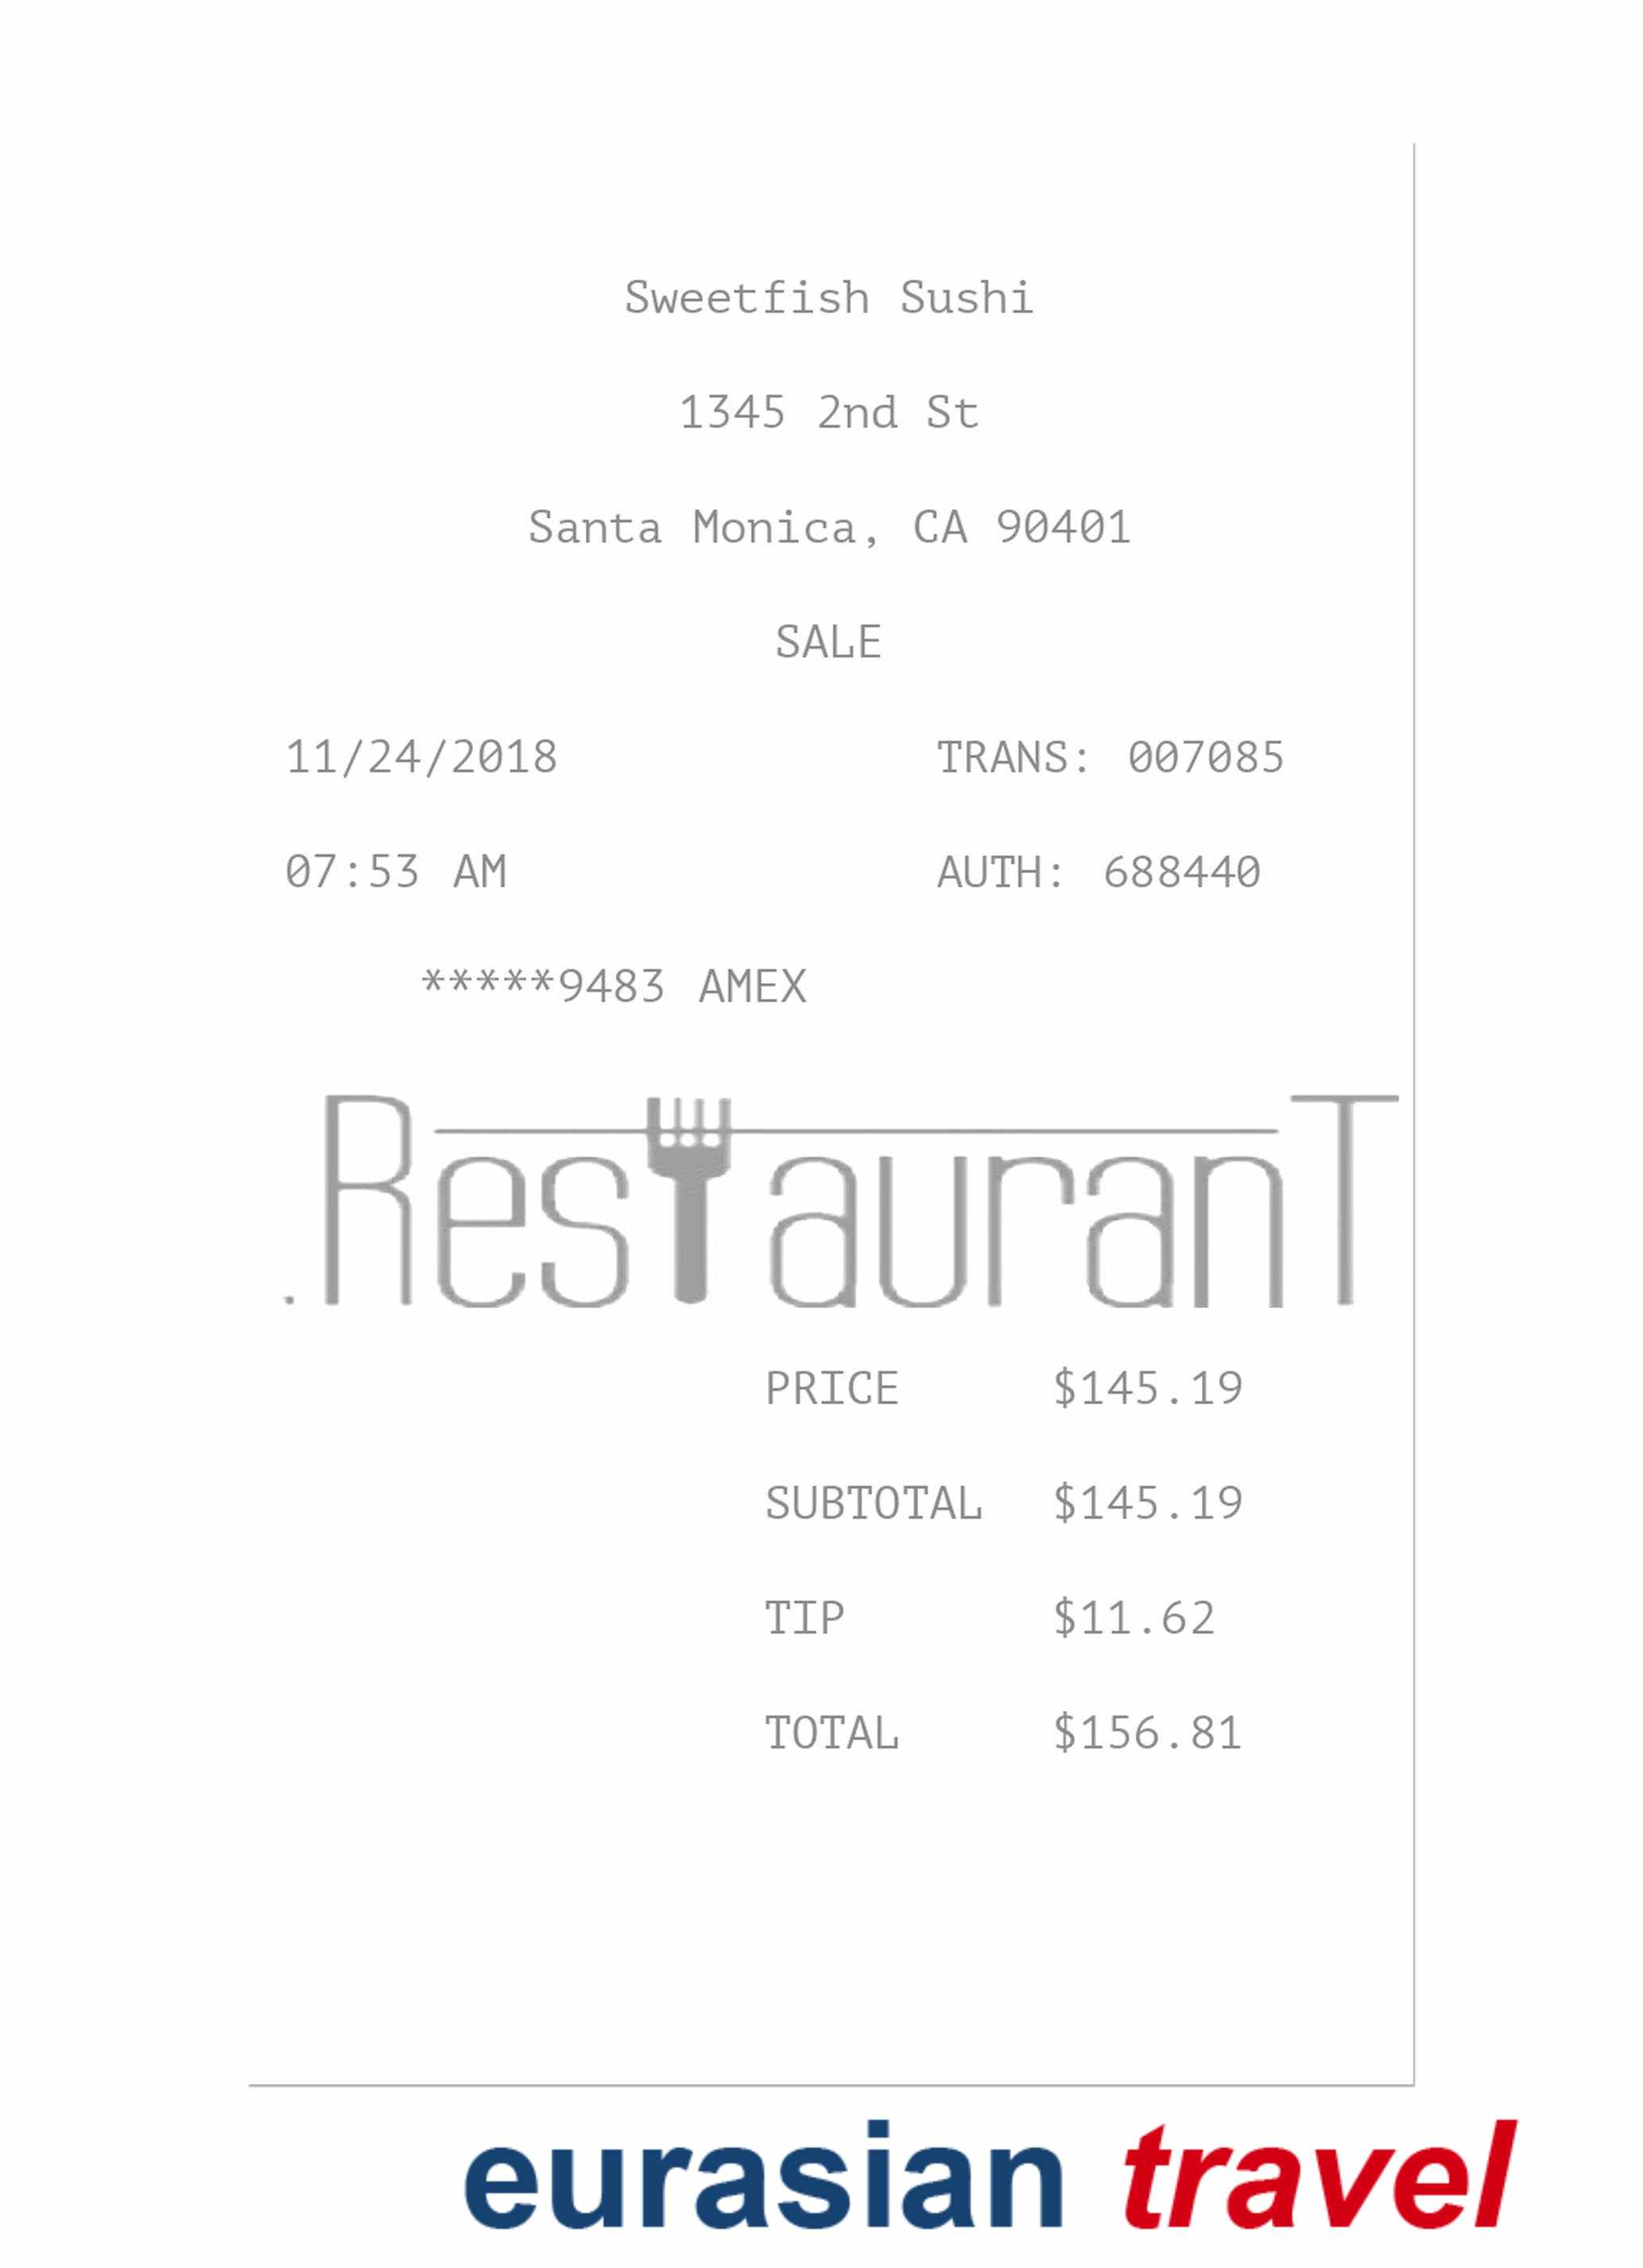 Sweetfish Sushi
1345 2nd St
Santa Monica, CA 90401
SALE
11/24/2018 TRANS: 007085
07:53 AM AUTH: 688440
*****9483 AMEX
.RestauranT
PRICE $145.19
SUBTOTAL $145.19
TIP $11.62
TOTAL $156.81
eurasian travel